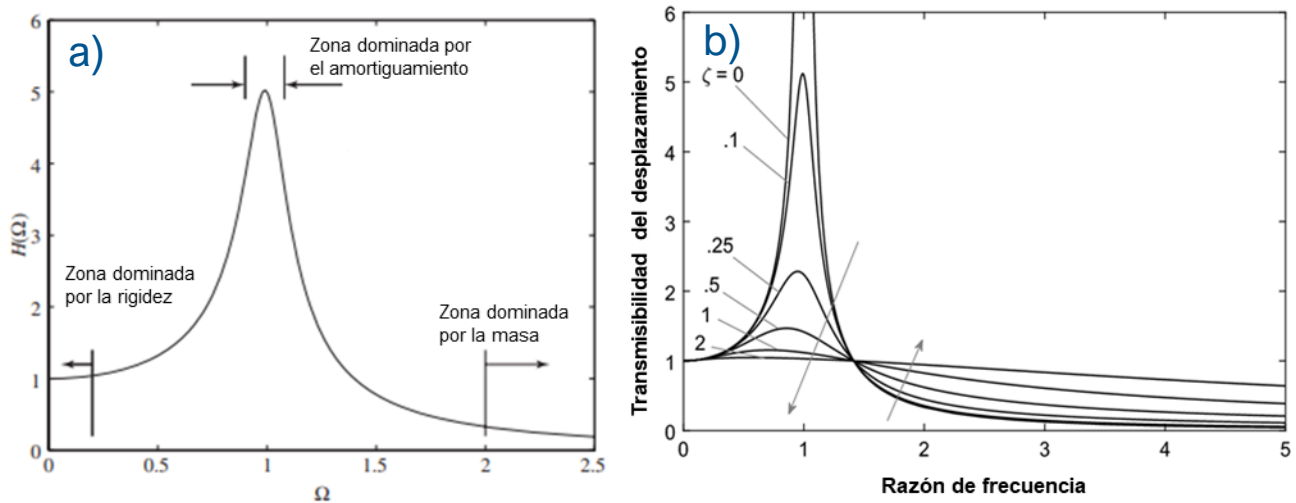 a)
6
5
4
3
2
1
0
H(Ω)
Zona dominada por
el amortiguamiento
Zona dominada
por la rigidez
Zona dominada
por la masa
0
0.5
1
1.5
2
2.5
Ω
b)
6
5
4
3
2
1
0
Transmisibilidad del desplazamiento
ζ = 0
.1
.25
.5
1
2
0
1
2
3
4
5
Razón de frecuencia